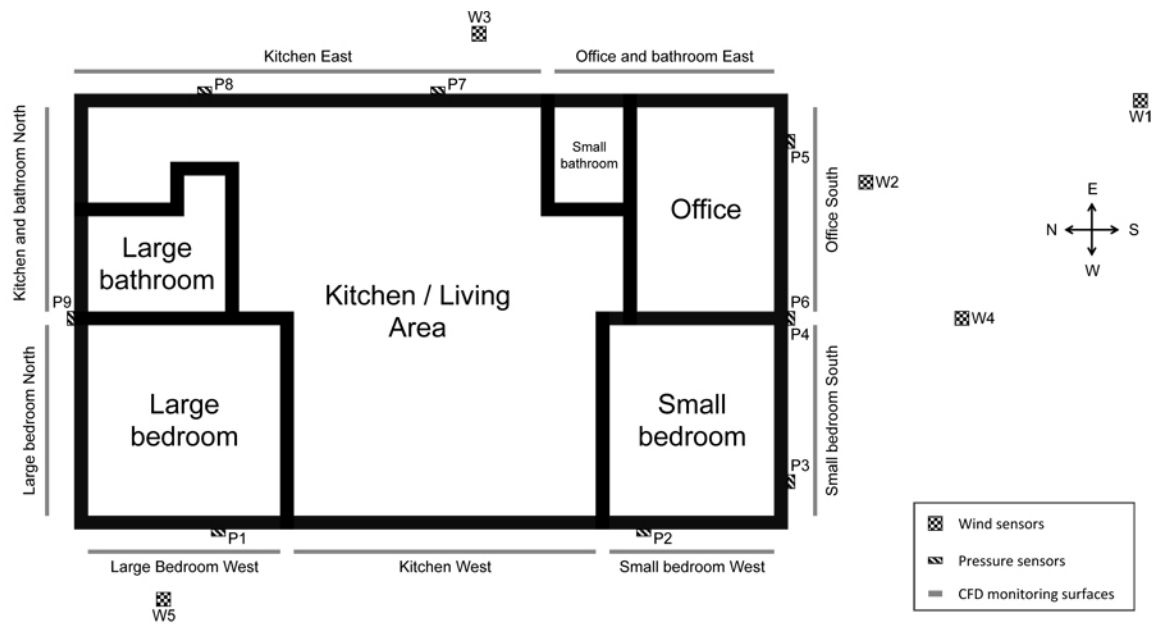 W3
Kitchen East
Office and bathroom East
P8
P7
W1
Kitchen and bathroom North
Small
bathroom
P5
W2
Office South
Office
E
N
S
W
Large
bathroom
Kitchen / Living
Area
P9
P6
P4
W4
Large bedroom North
Large
bedroom
Small
bedroom
Small bedroom South
P3
P1
P2
Large Bedroom West
Kitchen West
Small bedroom West
W5
Wind sensors
Pressure sensors
CFD monitoring surfaces